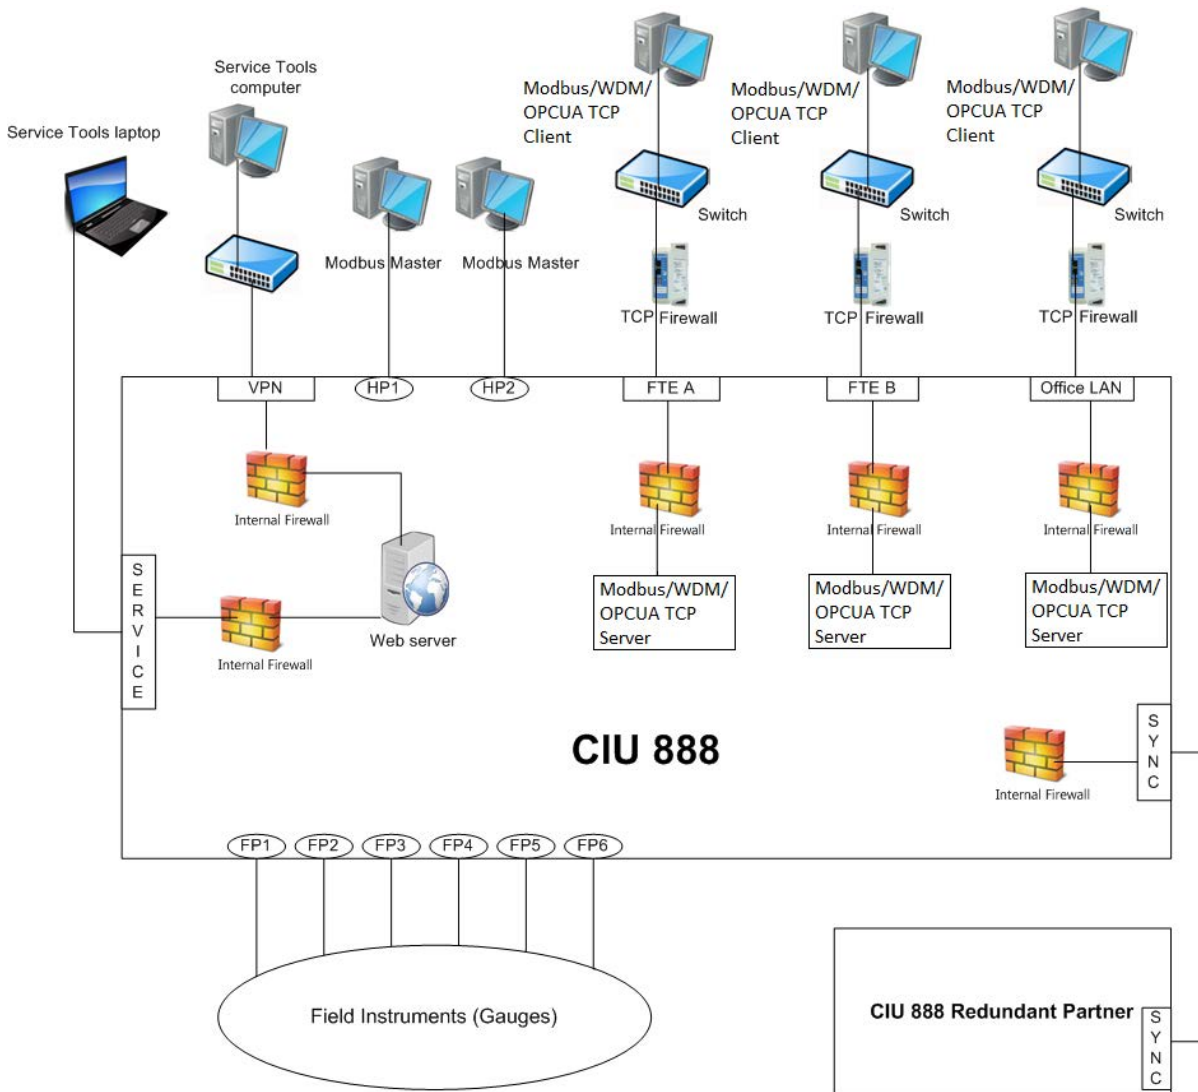 Service Tools
computer
Service Tools laptop
Modbus/WDM/
OPCUA TCP
Client
Modbus/WDM/
OPCUA TCP
Client
Modbus/WDM/
OPCUA TCP
Client
Switch
Switch
Switch
Modbus Master
Modbus Master
TCP Firewall
TCP Firewall
TCP Firewall
VPN
HP1
HP2
FTE A
FTE B
Office LAN
Internal Firewall
Internal Firewall
Internal Firewall
Internal Firewall
SERVICE
Internal Firewall
Web server
Modbus/WDM/
OPCUA TCP
Server
Modbus/WDM/
OPCUA TCP
Server
Modbus/WDM/
OPCUA TCP
Server
CIU 888
Internal Firewall
SYNC
FP1
FP2
FP3
FP4
FP5
FP6
Field Instruments (Gauges)
CIU 888 Redundant Partner
SYNC